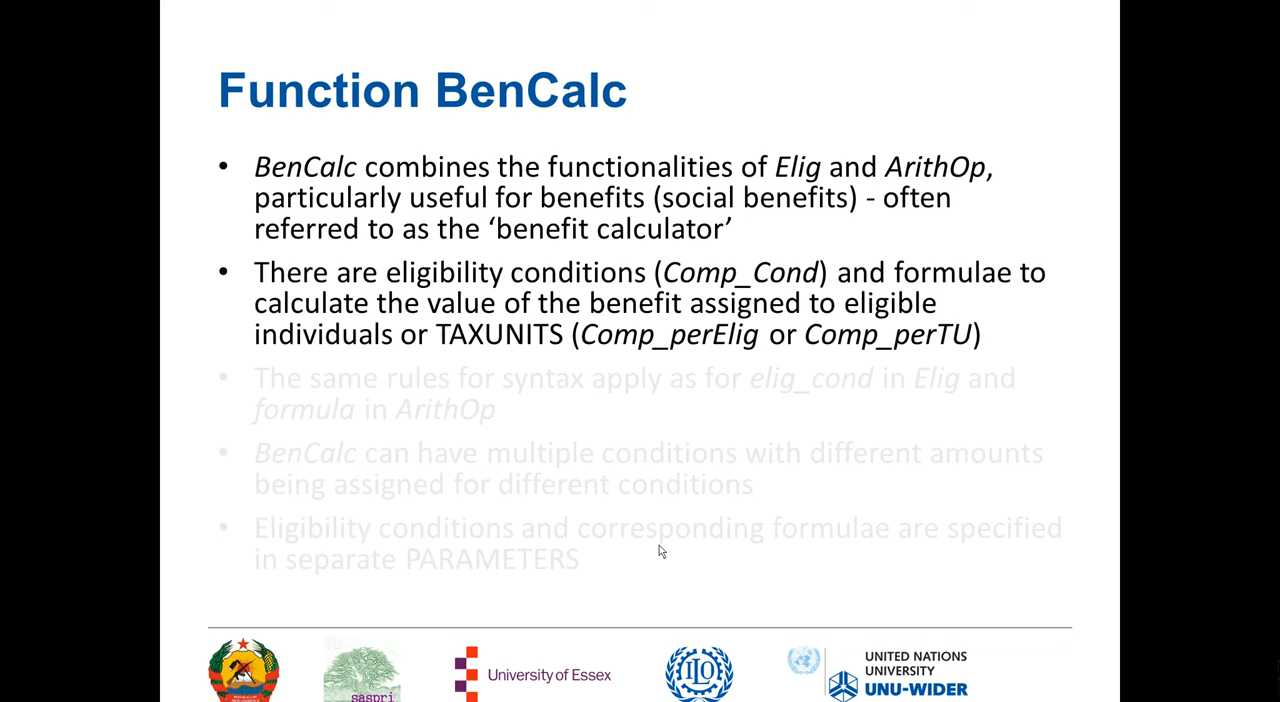 Function BenCalc
• BenCalc combines the functionalities of Elig and ArithOp,
particularly useful for benefits (social benefits) - often
referred to as the ‘benefit calculator’
• There are eligibility conditions (Comp_Cond) and formulae to
calculate the value of the benefit assigned to eligible
individuals or TAXUNITS (Comp_perElig or Comp_perTU)
• The same rules for syntax apply as for elig_cond in Elig and
formula in ArithOp
• BenCalc can have multiple conditions with different amounts
being assigned for different conditions
• Eligibility conditions and corresponding formulae are specified
in separate PARAMETERS
saspri
University of Essex
ILO
UNITED NATIONS
UNIVERSITY
UNU-WIDER